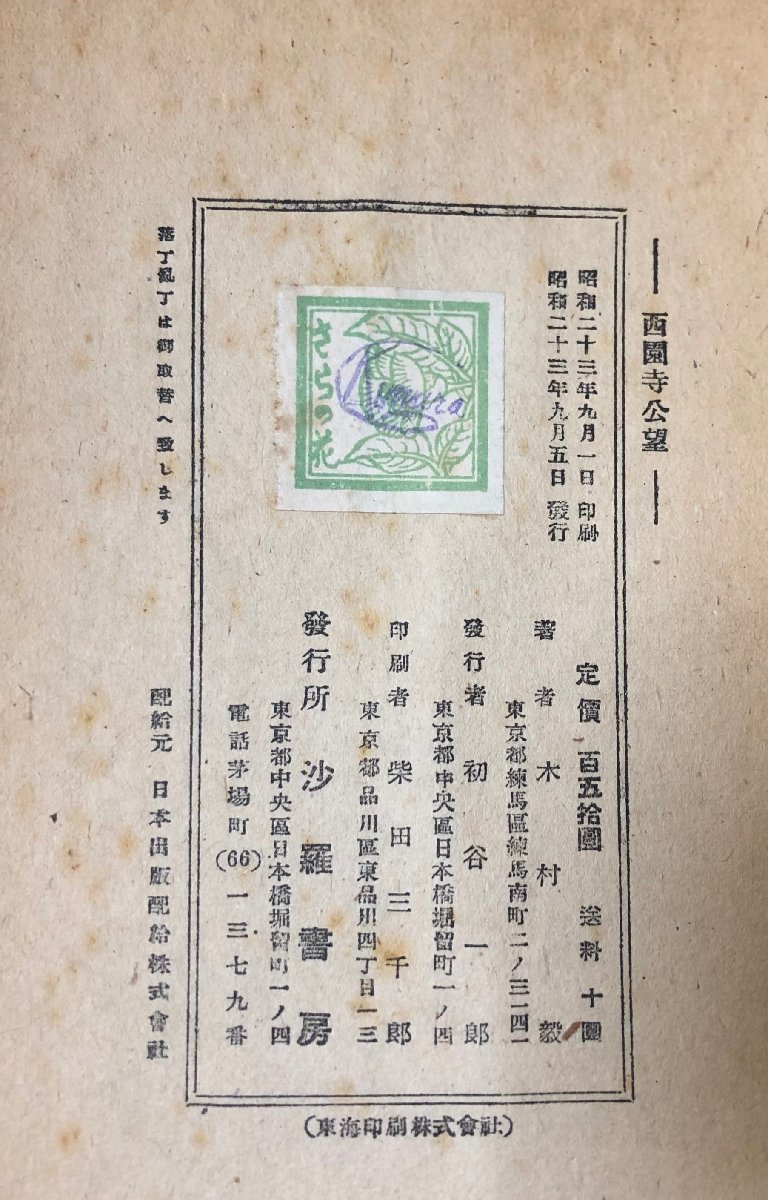 西園寺公望
昭和二十三年九月一日 印刷
昭和二十三年九月五日 發行
定價 百五拾圓 送料 十圓
著者 木村毅
東京都練馬區練馬南町二ノ三一四一
發行者 初谷一郎
東京都中央區日本橋堀留町一ノ四
印刷者 柴田三千郎
東京都品川區東品川四丁目一三
發行所 沙羅書房
東京都中央區日本橋堀留町一ノ四
電話茅場町(66)一三七九番
さらの花
落丁亂丁は御取替へ致します
配給元 日本出版配給株式會社
(東海印刷株式會社)